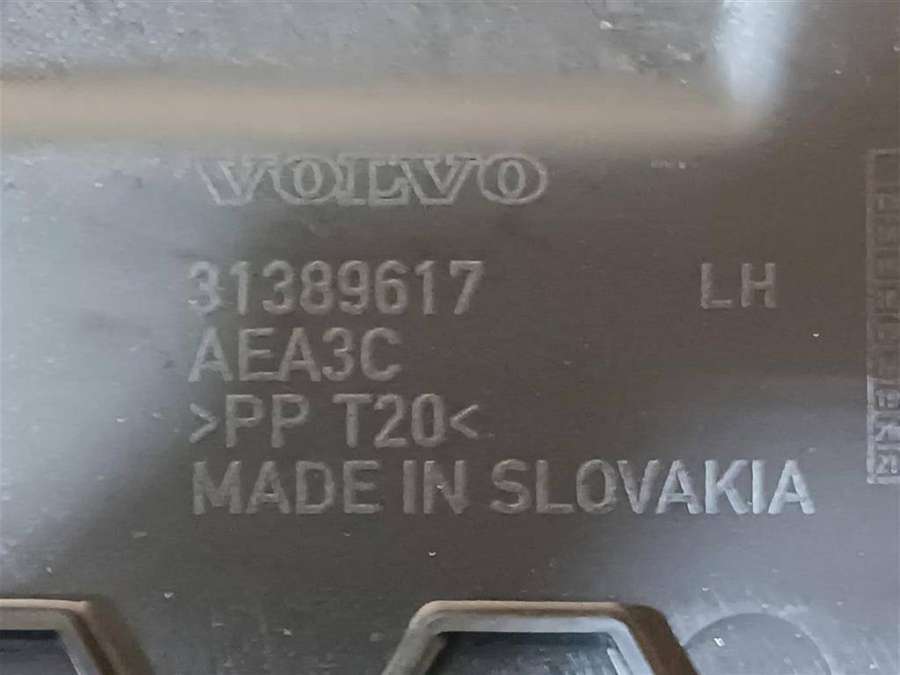 VOLVO
31389617 LH
AEA3C
>PP T20<
MADE IN SLOVAKIA